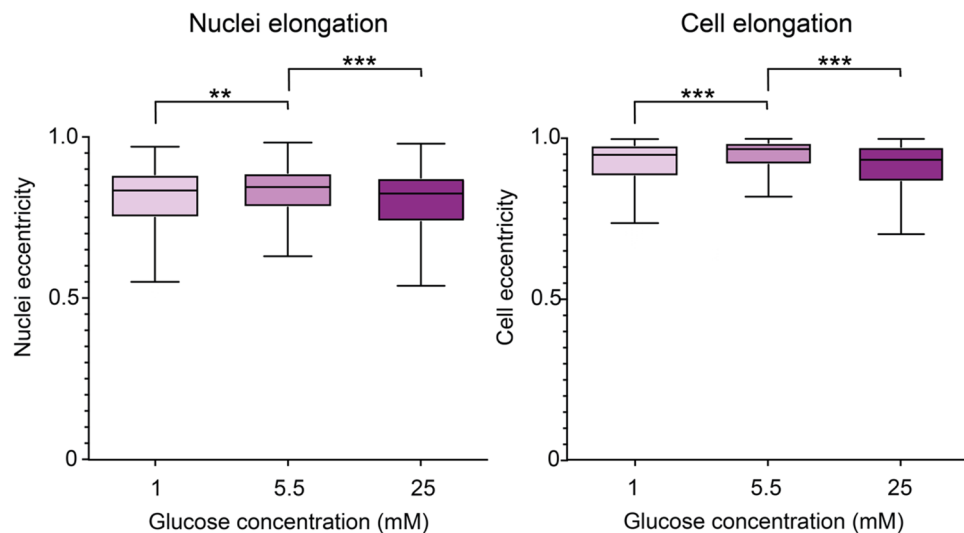 Nuclei elongation
***
**
1.0
0.5
0
Nuclei eccentricity
1 5.5 25
Glucose concentration (mM)
Cell elongation
***
***
1.0
0.5
0
Cell eccentricity
1 5.5 25
Glucose concentration (mM)